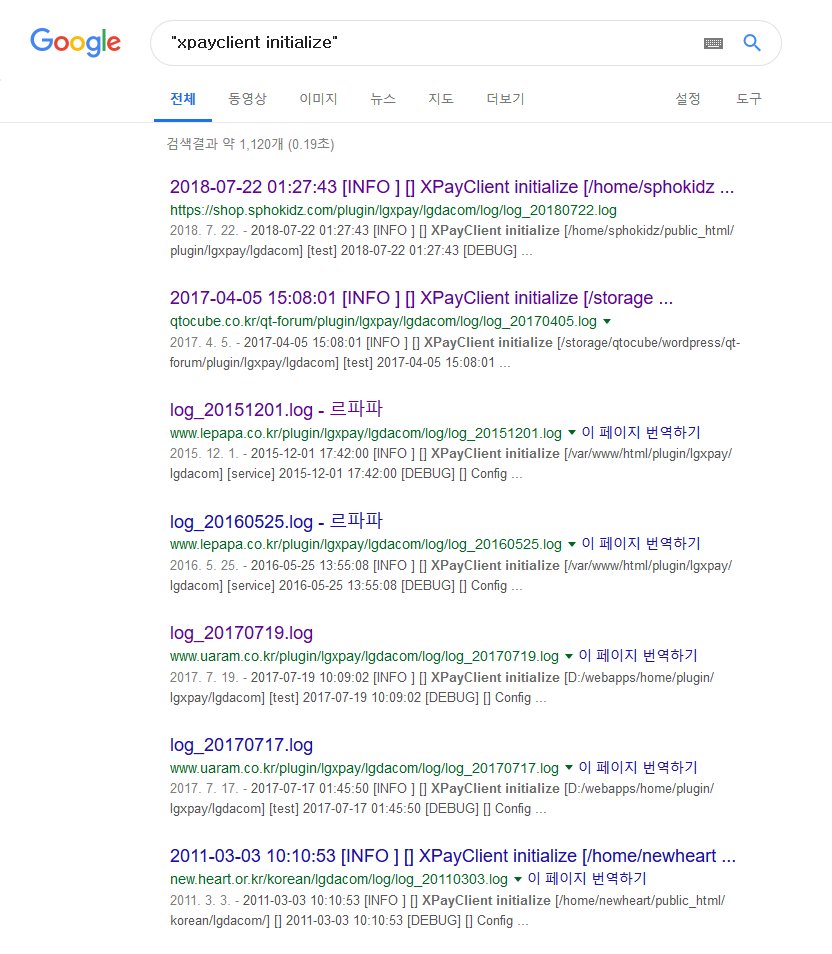 Google
"xpayclient initialize"
전체 동영상 이미지 뉴스 지도 더보기 설정 도구
검색결과 약 1,120개 (0.19초)
2018-07-22 01:27:43 [INFO ] [] XPayClient initialize [/home/sphokidz ...
https://shop.sphokidz.com/plugin/lgxpay/lgdacom/log/log_20180722.log
2018. 7. 22. - 2018-07-22 01:27:43 [INFO ] [] XPayClient initialize [/home/sphokidz/public_html/
plugin/lgxpay/lgdacom] [test] 2018-07-22 01:27:43 [DEBUG] ...
2017-04-05 15:08:01 [INFO ] [] XPayClient initialize [/storage ...
qtocube.co.kr/qt-forum/plugin/lgxpay/lgdacom/log/log_20170405.log
2017. 4. 5. - 2017-04-05 15:08:01 [INFO ] [] XPayClient initialize [/storage/qtocube/wordpress/qt-
forum/plugin/lgxpay/lgdacom] [test] 2017-04-05 15:08:01 ...
log_20151201.log - 르파파
www.lepapa.co.kr/plugin/lgxpay/lgdacom/log/log_20151201.log 이 페이지 번역하기
2015. 12. 1. - 2015-12-01 17:42:00 [INFO ] [] XPayClient initialize [/var/www/html/plugin/lgxpay/
lgdacom] [service] 2015-12-01 17:42:00 [DEBUG] [] Config ...
log_20160525.log - 르파파
www.lepapa.co.kr/plugin/lgxpay/lgdacom/log/log_20160525.log 이 페이지 번역하기
2016. 5. 25. - 2016-05-25 13:55:08 [INFO ] [] XPayClient initialize [/var/www/html/plugin/lgxpay/
lgdacom] [service] 2016-05-25 13:55:08 [DEBUG] [] Config ...
log_20170719.log
www.uaram.co.kr/plugin/lgxpay/lgdacom/log/log_20170719.log 이 페이지 번역하기
2017. 7. 19. - 2017-07-19 10:09:02 [INFO ] [] XPayClient initialize [D:/webapps/home/plugin/
lgxpay/lgdacom] [test] 2017-07-19 10:09:02 [DEBUG] [] Config ...
log_20170717.log
www.uaram.co.kr/plugin/lgxpay/lgdacom/log/log_20170717.log 이 페이지 번역하기
2017. 7. 17. - 2017-07-17 01:45:50 [INFO ] [] XPayClient initialize [D:/webapps/home/plugin/
lgxpay/lgdacom] [test] 2017-07-17 01:45:50 [DEBUG] [] Config ...
2011-03-03 10:10:53 [INFO ] [] XPayClient initialize [/home/newheart ...
new.heart.or.kr/korean/lgdacom/log/log_20110303.log 이 페이지 번역하기
2011. 3. 3. - 2011-03-03 10:10:53 [INFO ] [] XPayClient initialize [/home/newheart/public_html/
korean/lgdacom/] [] 2011-03-03 10:10:53 [DEBUG] [] Config ...